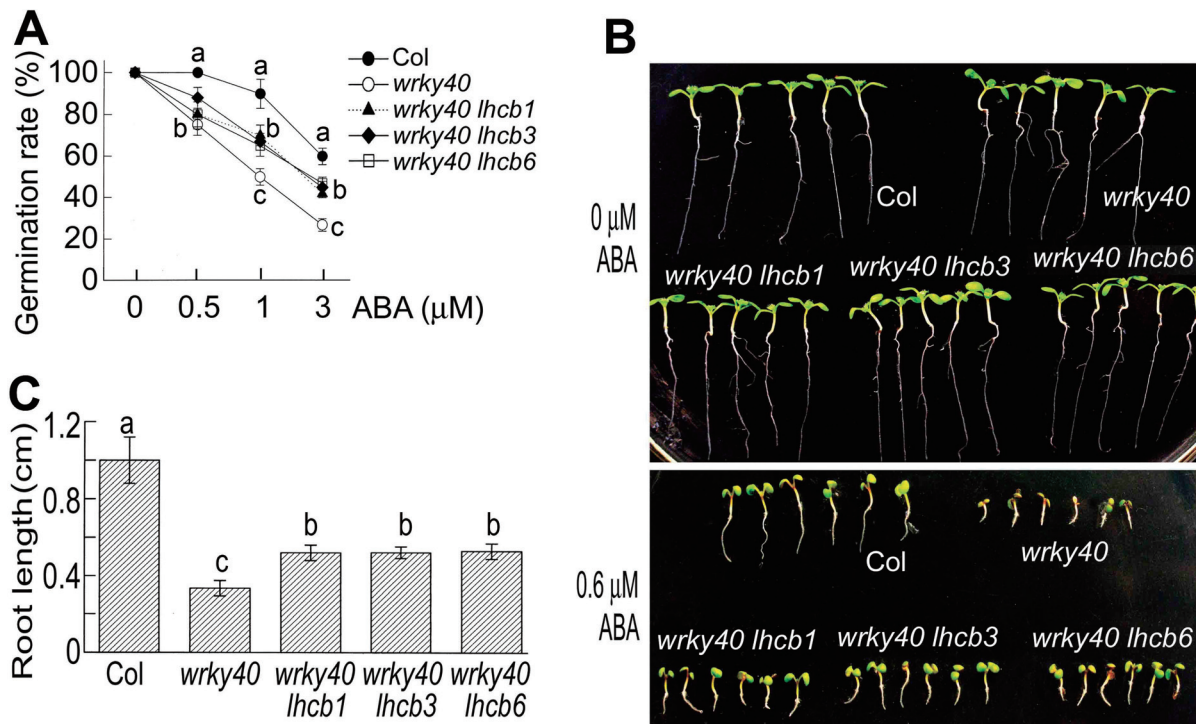 A
Germination rate (%)
100
80
60
40
20
0
0
0.5
1
3
ABA (μM)
a
a
a
b
b
b
c
c
Col
wrky40
wrky40 lhcb1
wrky40 lhcb3
wrky40 lhcb6
B
0 μM
ABA
Col
wrky40
wrky40 lhcb1
wrky40 lhcb3
wrky40 lhcb6
0.6 μM
ABA
Col
wrky40
wrky40 lhcb1
wrky40 lhcb3
wrky40 lhcb6
C
Root length(cm)
1.2
0.8
0.4
0
a
c
b
b
b
Col
wrky40
wrky40
lhcb1
wrky40
lhcb3
wrky40
lhcb6